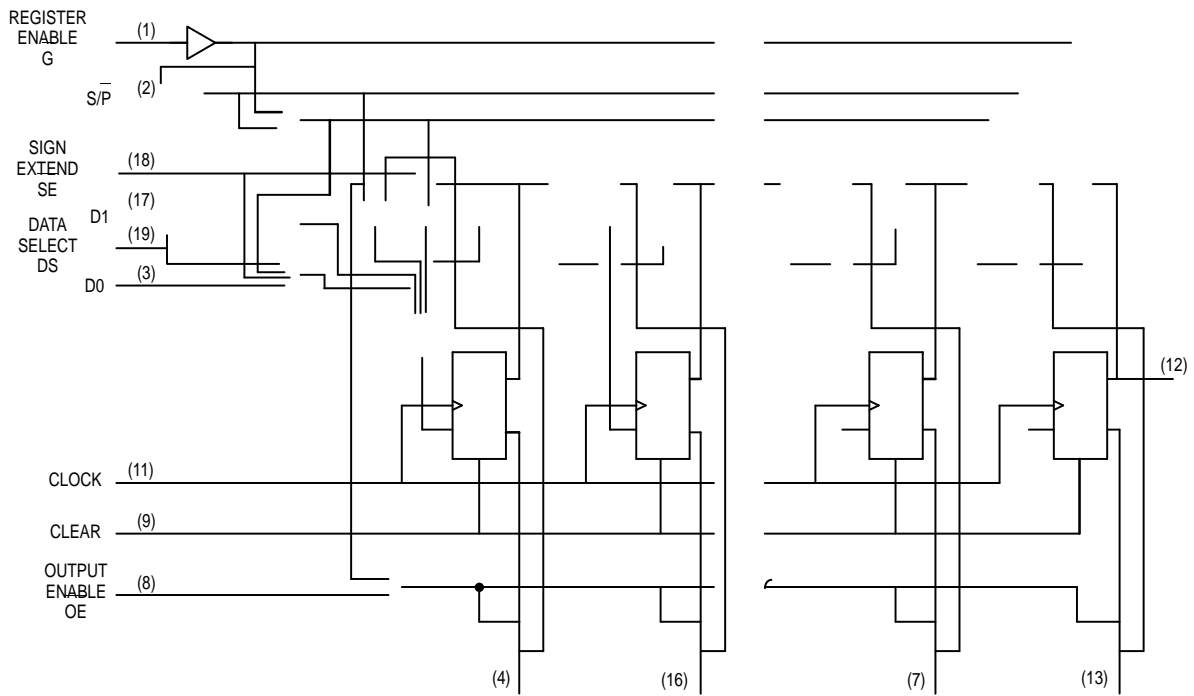 REGISTER
ENABLE
G
(1)
S/P
(2)
SIGN
EXTEND
SE
(18)
D1
(17)
DATA
SELECT
DS
(19)
D0
(3)
(12)
CLOCK
(11)
CLEAR
(9)
OUTPUT
ENABLE
OE
(8)
(4)
(16)
(7)
(13)